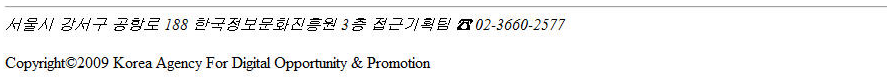 서울시 강서구 공항로 188 한국정보문화진흥원 3층 접근기획팀 ☎ 02-3660-2577
Copyright©2009 Korea Agency For Digital Opportunity & Promotion